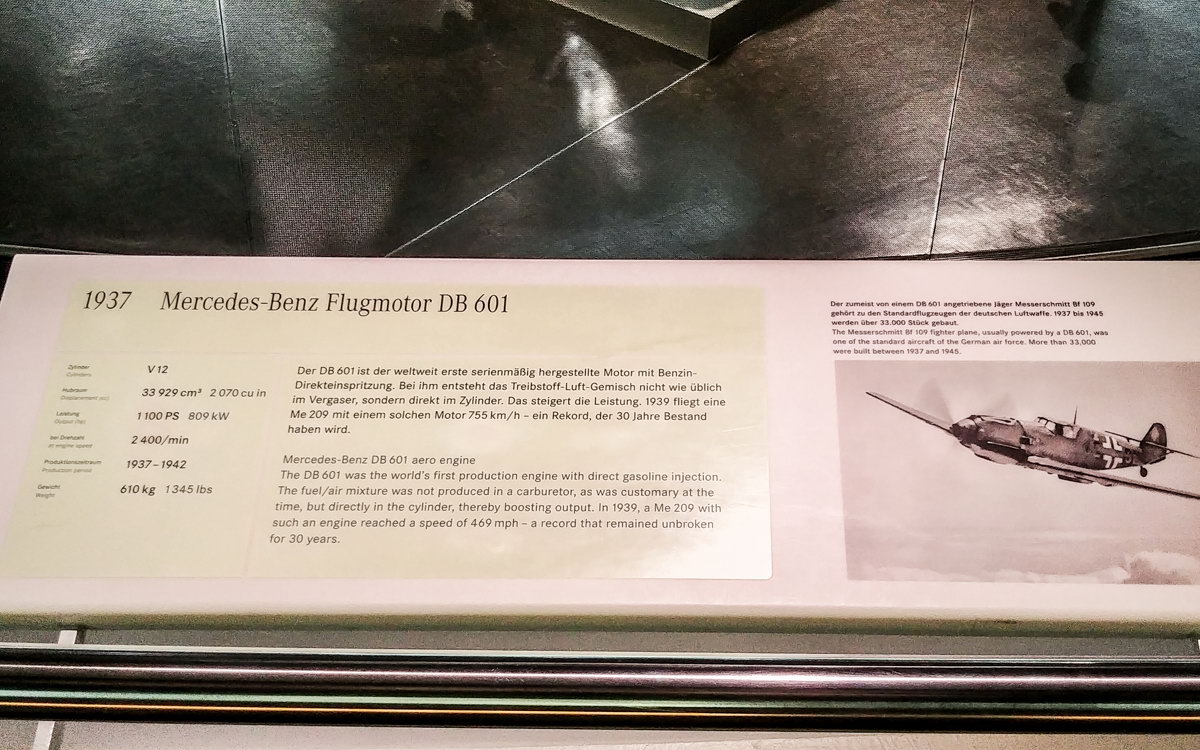 1937 Mercedes-Benz Flugmotor DB 601
Zylinder
Cylinders
V 12
Hubraum
Displacement (cc)
33 929 cm³ 2 070 cu in
Leistung
Output (hp)
1 100 PS 809 kW
bei Drehzahl
at engine speed
2 400/min
Produktionszeitraum
Production period
1937–1942
Gewicht
Weight
610 kg 1 345 lbs
Der DB 601 ist der weltweit erste serienmäßig hergestellte Motor mit Benzin-
Direkteinspritzung. Bei ihm entsteht das Treibstoff-Luft-Gemisch nicht wie üblich
im Vergaser, sondern direkt im Zylinder. Das steigert die Leistung. 1939 fliegt eine
Me 209 mit einem solchen Motor 755 km/h – ein Rekord, der 30 Jahre Bestand
haben wird.
Mercedes-Benz DB 601 aero engine
The DB 601 was the world's first production engine with direct gasoline injection.
The fuel/air mixture was not produced in a carburetor, as was customary at the
time, but directly in the cylinder, thereby boosting output. In 1939, a Me 209 with
such an engine reached a speed of 469 mph – a record that remained unbroken
for 30 years.
Der zumeist von einem DB 601 angetriebene Jäger Messerschmitt Bf 109
gehört zu den Standardflugzeugen der deutschen Luftwaffe. 1937 bis 1945
werden über 33.000 Stück gebaut.
The Messerschmitt Bf 109 fighter plane, usually powered by a DB 601, was
one of the standard aircraft of the German air force. More than 33,000
were built between 1937 and 1945.